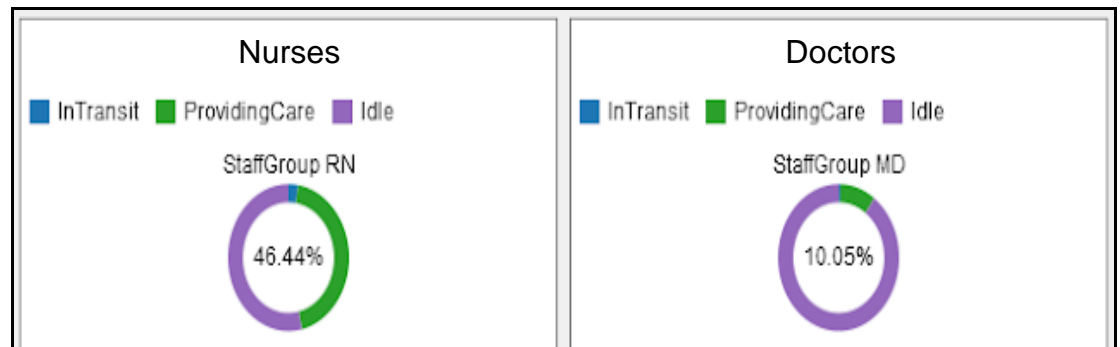 Nurses
InTransit ProvidingCare Idle
StaffGroup RN
46.44%
Doctors
InTransit ProvidingCare Idle
StaffGroup MD
10.05%